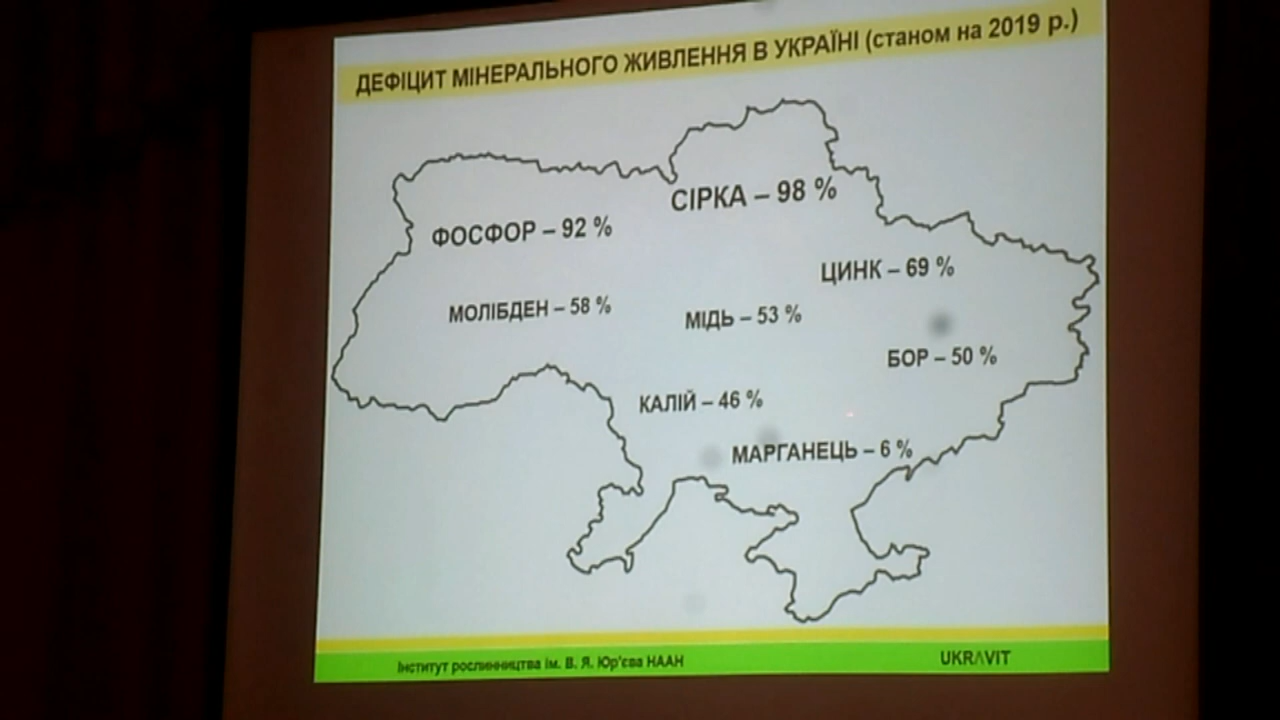 ДЕФІЦИТ МІНЕРАЛЬНОГО ЖИВЛЕННЯ В УКРАЇНІ (станом на 2019 р.)
СІРКА – 98 %
ФОСФОР – 92 %
ЦИНК – 69 %
МОЛІБДЕН – 58 %
МІДЬ – 53 %
БОР – 50 %
КАЛІЙ – 46 %
МАРГАНЕЦЬ – 6 %
Інститут рослинництва ім. В. Я. Юр'єва НААН
UKRAVIT